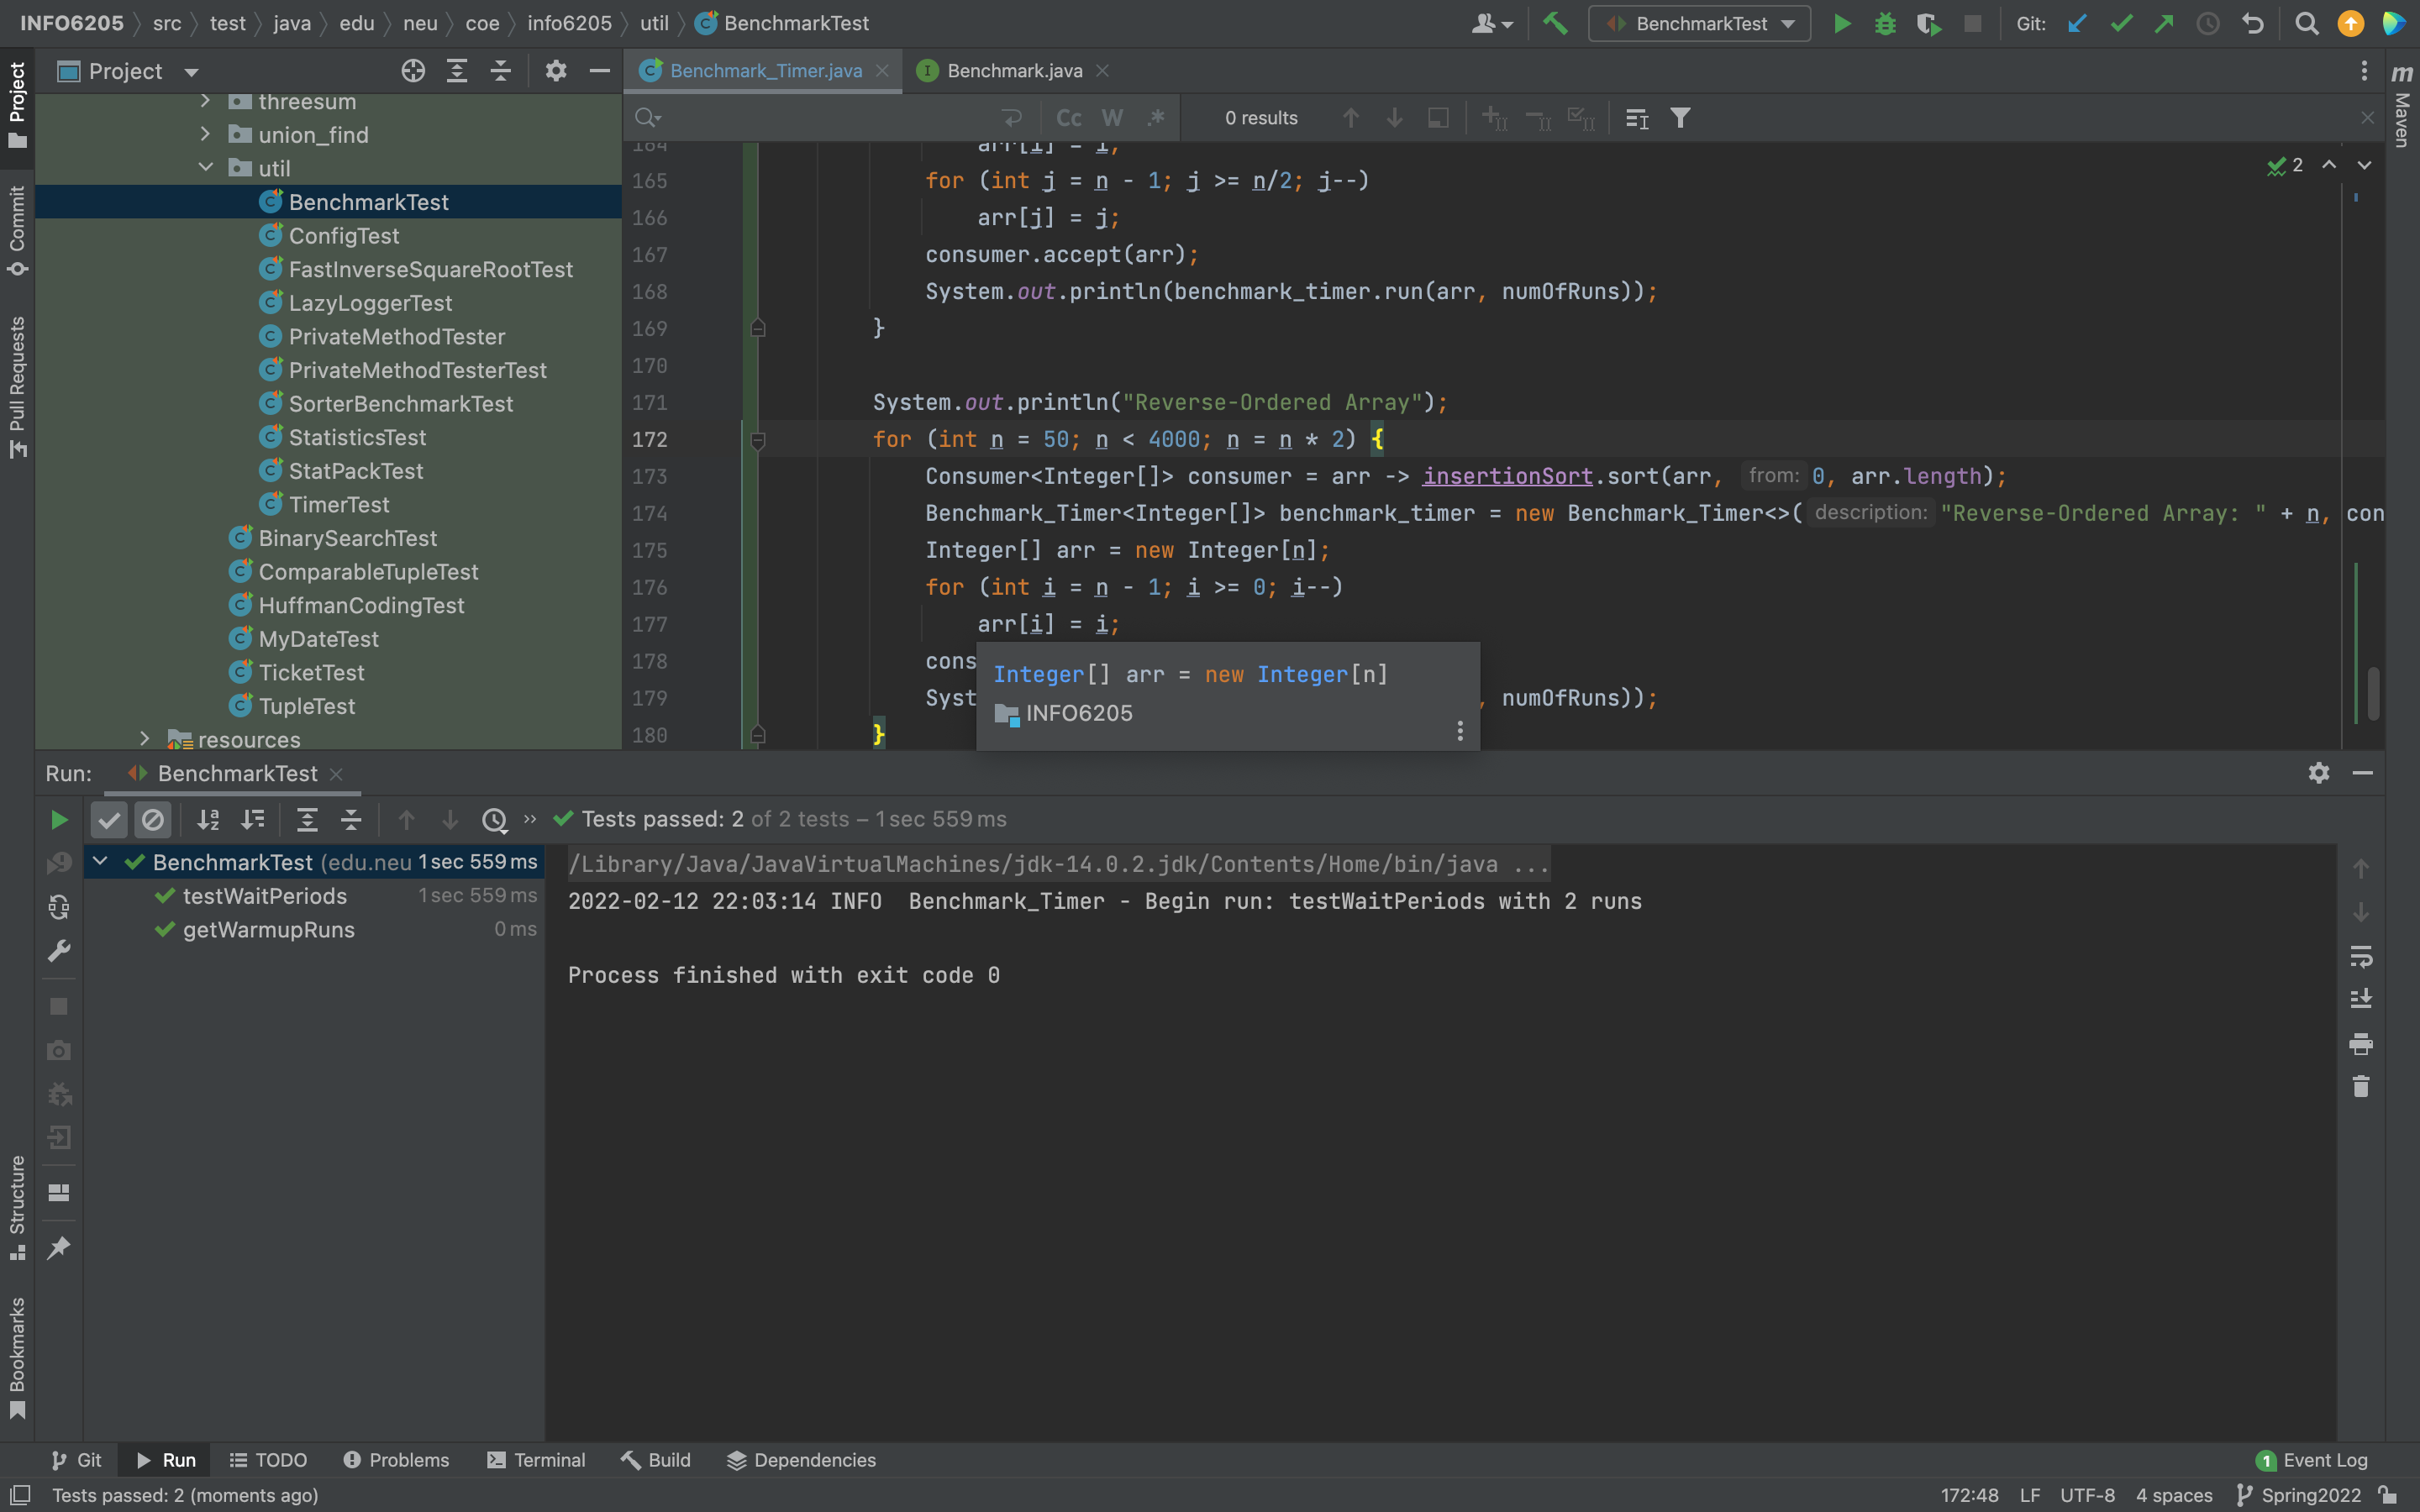 INFO6205 src test java edu neu coe info6205 util BenchmarkTest
BenchmarkTest Git:
Project
Benchmark_Timer.java
Benchmark.java
Cc W .* 0 results
threesum
union_find
util
BenchmarkTest
ConfigTest
FastInverseSquareRootTest
LazyLoggerTest
PrivateMethodTester
PrivateMethodTesterTest
SorterBenchmarkTest
StatisticsTest
StatPackTest
TimerTest
BinarySearchTest
ComparableTupleTest
HuffmanCodingTest
MyDateTest
TicketTest
TupleTest
resources
Project
Commit
Pull Requests
Structure
Bookmarks
m Maven
2
164 arr[i] = i;
165 for (int j = n - 1; j >= n/2; j--)
166 arr[j] = j;
167 consumer.accept(arr);
168 System.out.println(benchmark_timer.run(arr, numOfRuns));
169 }
170
171 System.out.println("Reverse-Ordered Array");
172 for (int n = 50; n < 4000; n = n * 2) {
173 Consumer<Integer[]> consumer = arr -> insertionSort.sort(arr, from: 0, arr.length);
174 Benchmark_Timer<Integer[]> benchmark_timer = new Benchmark_Timer<>( description: "Reverse-Ordered Array: " + n, con
175 Integer[] arr = new Integer[n];
176 for (int i = n - 1; i >= 0; i--)
177 arr[i] = i;
178 cons
179 Syst , numOfRuns));
180 }
Integer[] arr = new Integer[n]
INFO6205
Run: BenchmarkTest
Tests passed: 2 of 2 tests – 1 sec 559 ms
BenchmarkTest (edu.neu 1 sec 559 ms
testWaitPeriods 1 sec 559 ms
getWarmupRuns 0 ms
/Library/Java/JavaVirtualMachines/jdk-14.0.2.jdk/Contents/Home/bin/java ...
2022-02-12 22:03:14 INFO  Benchmark_Timer - Begin run: testWaitPeriods with 2 runs
Process finished with exit code 0
Git Run TODO Problems Terminal Build Dependencies 1 Event Log
Tests passed: 2 (moments ago) 172:48 LF UTF-8 4 spaces Spring2022